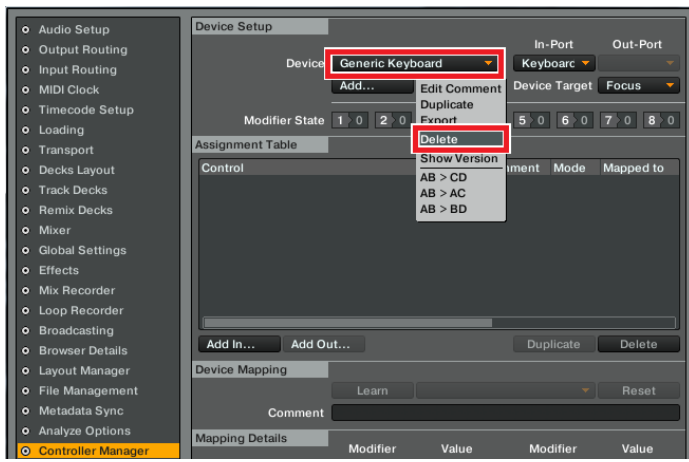 Audio Setup
Output Routing
Input Routing
MIDI Clock
Timecode Setup
Loading
Transport
Decks Layout
Track Decks
Remix Decks
Mixer
Global Settings
Effects
Mix Recorder
Loop Recorder
Broadcasting
Browser Details
Layout Manager
File Management
Metadata Sync
Analyze Options
Controller Manager
Device Setup
In-Port Out-Port
Device Generic Keyboard Keyboarc
Add... Device Target Focus
Edit Comment
Duplicate
Export
Delete
Show Version
AB > CD
AB > AC
AB > BD
Modifier State 1 0 2 0 5 0 6 0 7 0 8 0
Assignment Table
Control Mode Mapped to
Add In... Add Out... Duplicate Delete
Device Mapping
Learn Reset
Comment
Mapping Details
Modifier Value Modifier Value